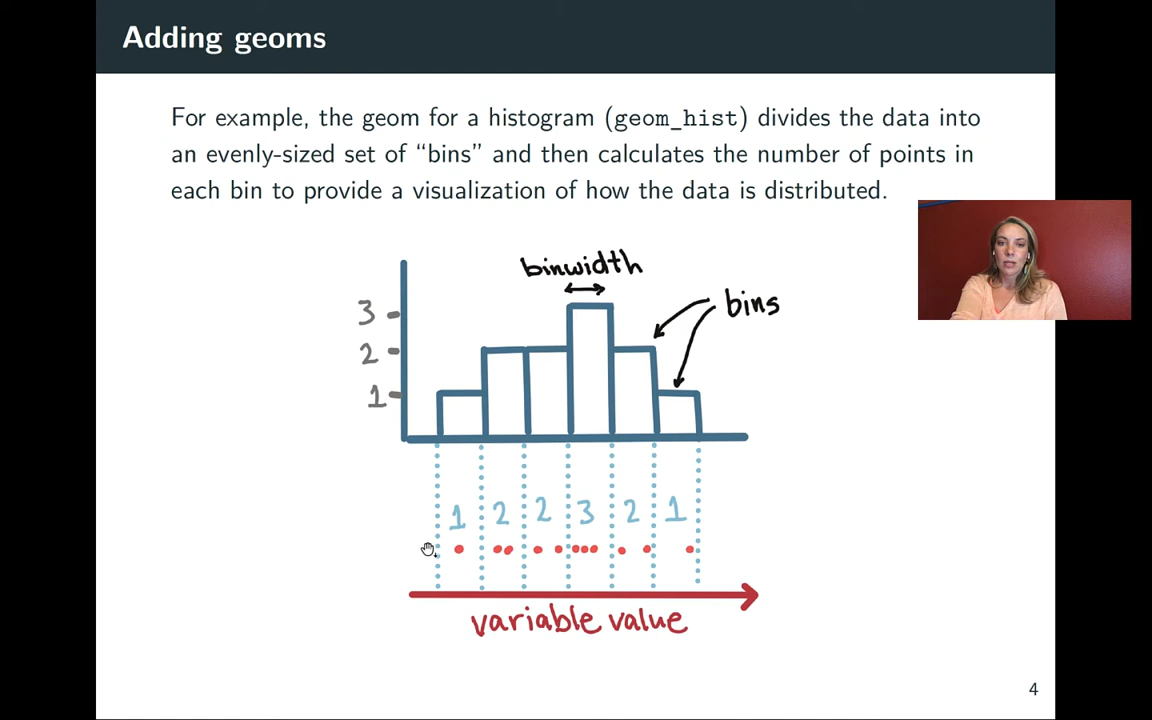 Adding geoms
For example, the geom for a histogram (geom_hist) divides the data into
an evenly-sized set of “bins” and then calculates the number of points in
each bin to provide a visualization of how the data is distributed.
binwidth
bins
3
2
1
1 2 2 3 2 1
variable value
4